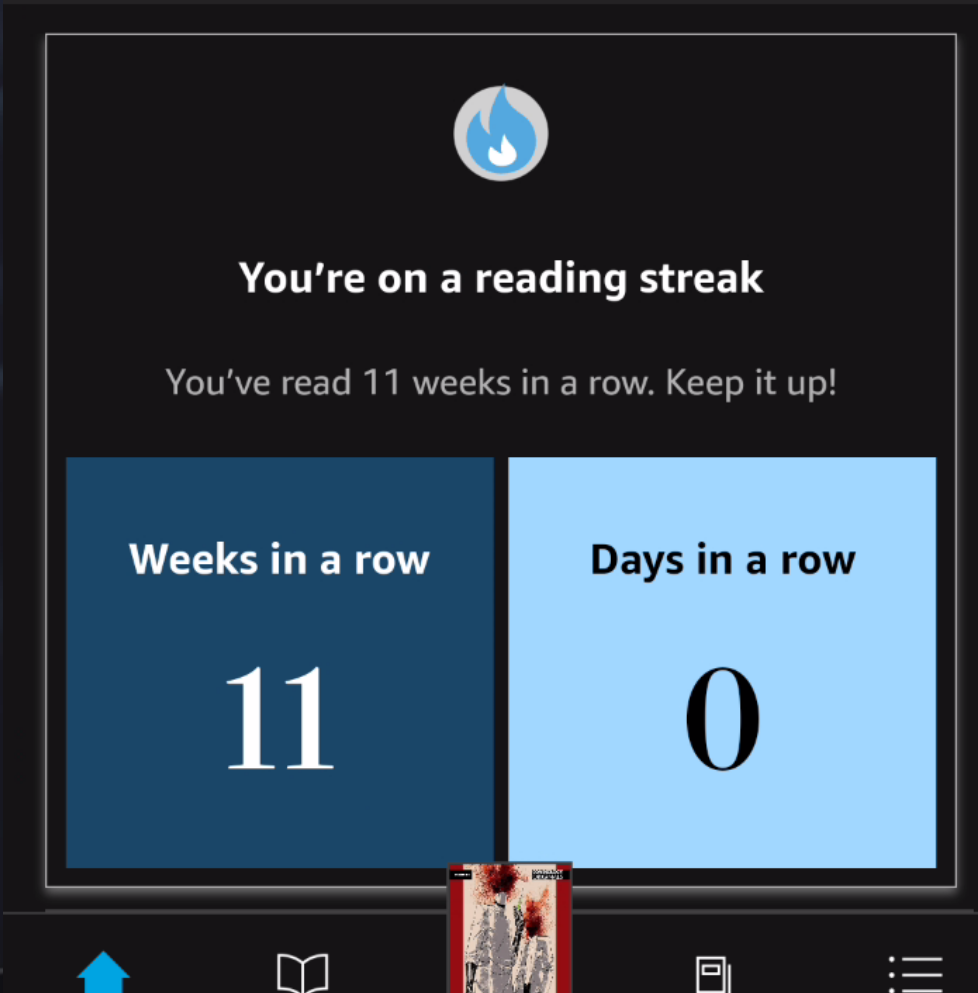 You’re on a reading streak
You’ve read 11 weeks in a row. Keep it up!
Weeks in a row
Days in a row
11
0